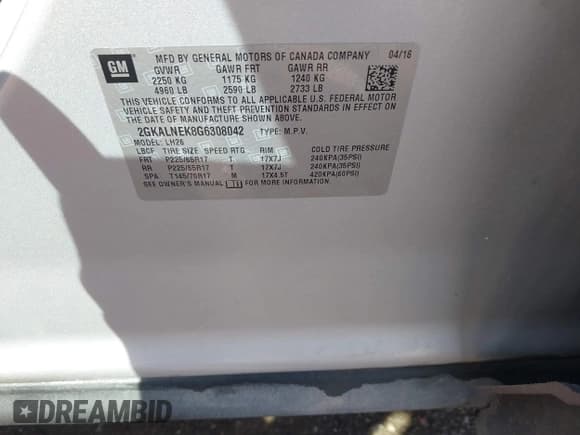 GM
MFD BY GENERAL MOTORS OF CANADA COMPANY 04/16
GVWR GAWR FRT GAWR RR
2250 KG 1175 KG 1240 KG
4960 LB 2590 LB 2733 LB
THIS VEHICLE CONFORMS TO ALL APPLICABLE U.S. FEDERAL MOTOR
VEHICLE SAFETY AND THEFT PREVENTION STANDARDS IN EFFECT ON
THE DATE OF MANUFACTURE SHOWN ABOVE.
2GKALNEK8G6308042 TYPE: M.P.V.
MODEL: LH26
LBCF TIRE SIZE SPEED RTG RIM COLD TIRE PRESSURE
FRT P225/65R17 T 17X7J 240KPA(35PSI)
RR P225/65R17 T 17X7J 240KPA(35PSI)
SPA T145/70R17 M 17X4.5T 420KPA(60PSI)
SEE OWNER'S MANUAL FOR MORE INFORMATION.
DREAMBID